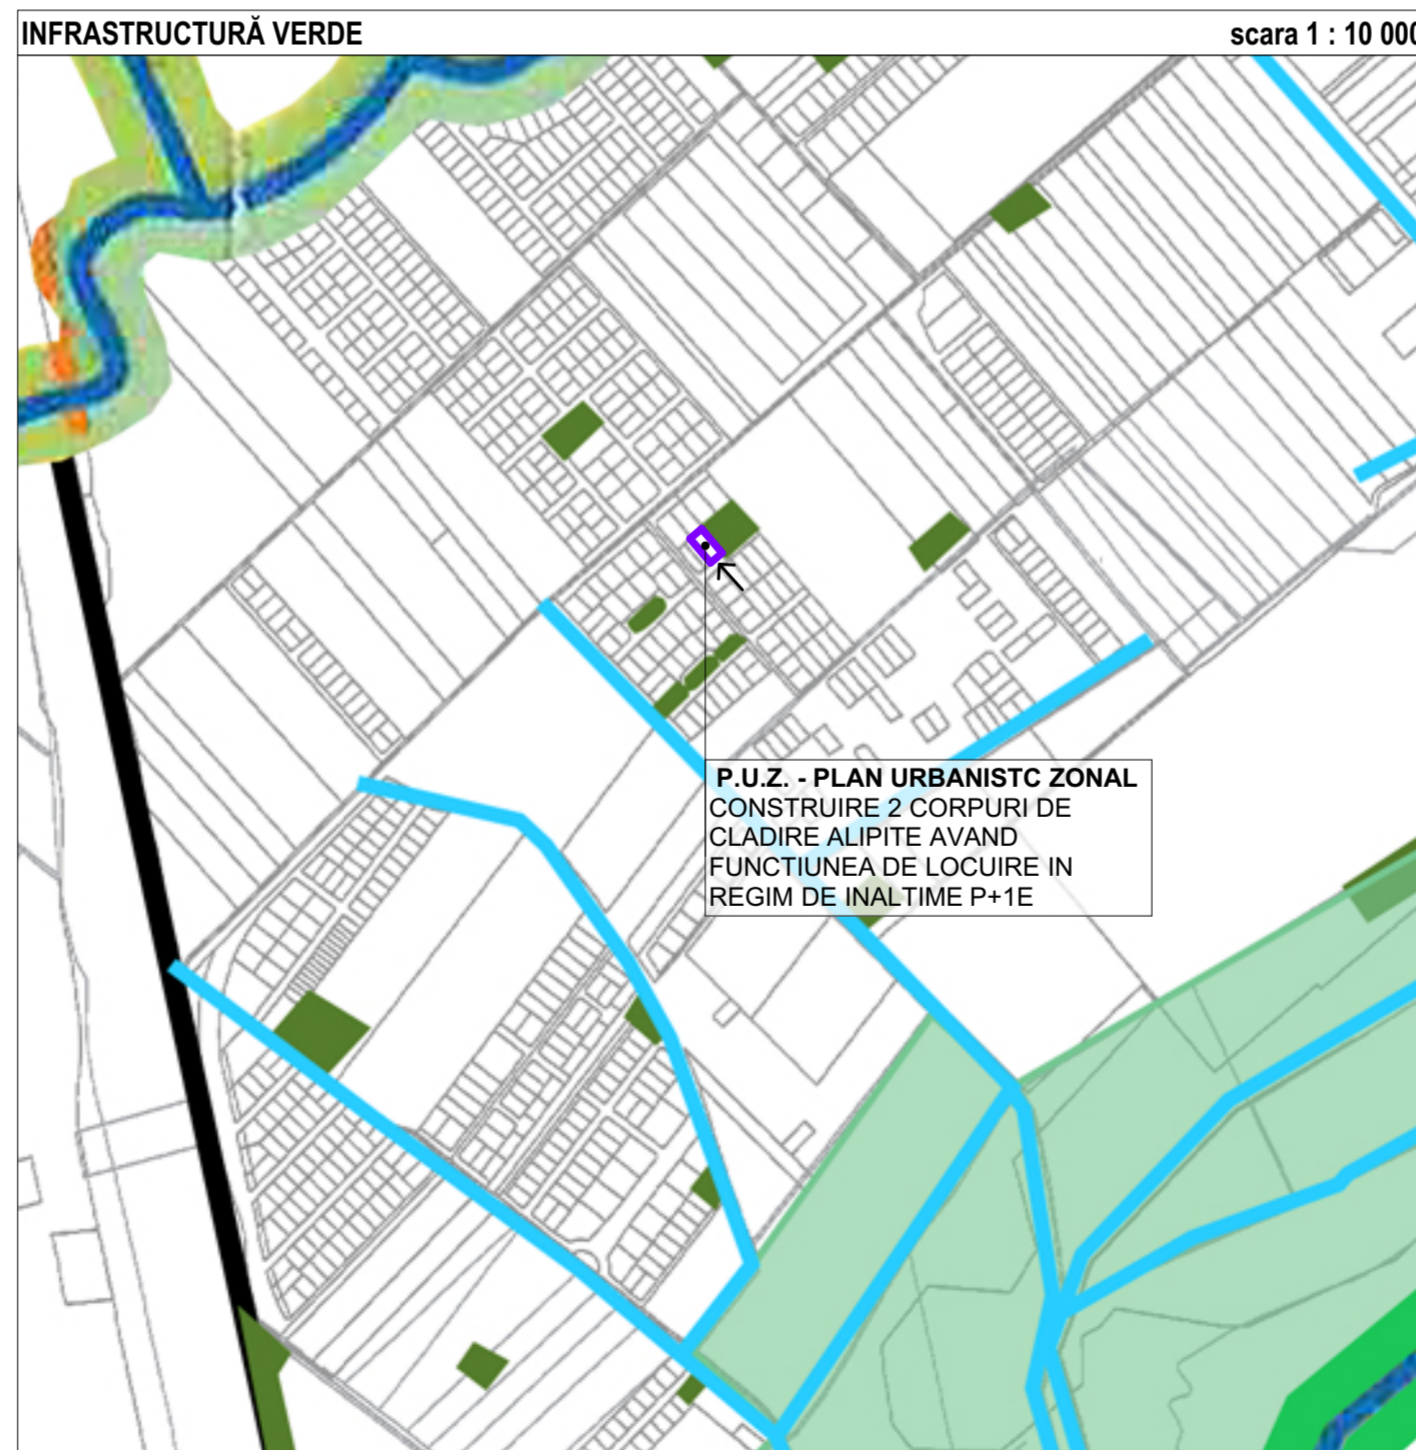 INFRASTRUCTURĂ VERDE
scara 1 : 10 000
P.U.Z. - PLAN URBANISTC ZONAL
CONSTRUIRE 2 CORPURI DE
CLADIRE ALIPITE AVAND
FUNCTIUNEA DE LOCUIRE IN
REGIM DE INALTIME P+1E